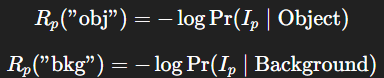 R_p("obj") = − log Pr(I_p | Object)
R_p("bkg") = − log Pr(I_p | Background)